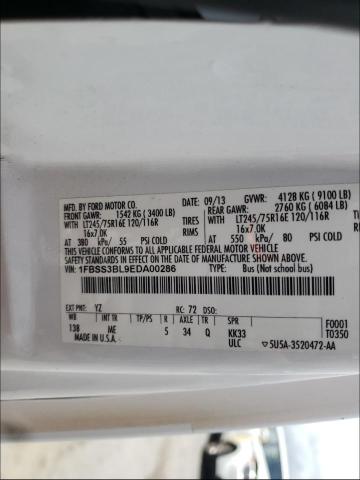 MFD. BY FORD MOTOR CO. 09/13 GVWR: 4128 KG ( 9100 LB)
FRONT GAWR: 1542 KG ( 3400 LB) REAR GAWR: 2760 KG ( 6084 LB)
LT245/75R16E 120/116R TIRES LT245/75R16E 120/116R
16x7.0K RIMS 16x7.0K
AT 380 kPa/ 55 PSI COLD AT 550 kPa/ 80 PSI COLD
THIS VEHICLE CONFORMS TO ALL APPLICABLE FEDERAL MOTOR VEHICLE
SAFETY STANDARDS IN EFFECT ON THE DATE OF MANUFACTURE SHOWN ABOVE.
VIN: 1FBSS3BL9EDA00286 TYPE: Bus (Not school bus)
EXT PNT: YZ RC: 72 DSO:
WB INT TR TP/PS R AXLE TR SPR F0001
138 ME 5 34 Q KK33 T0350
MADE IN U.S.A. ULC 5U5A-3520472-AA